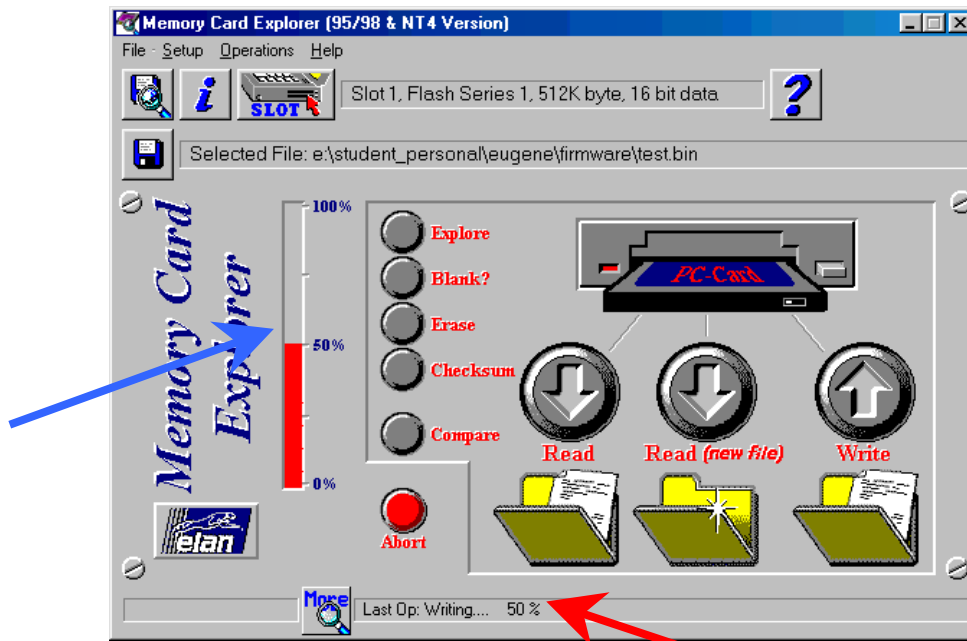 Memory Card Explorer (95/98 & NT4 Version)
File Setup Operations Help
SLOT
Slot 1, Flash Series 1, 512K byte, 16 bit data
Selected File: e:\student_personal\eugene\firmware\test.bin
Memory Card
Explorer
100%
50%
0%
Explore
Blank?
Erase
Checksum
Compare
Abort
PC-Card
Read
Read (new file)
Write
elan
More
Last Op: Writing.... 50 %